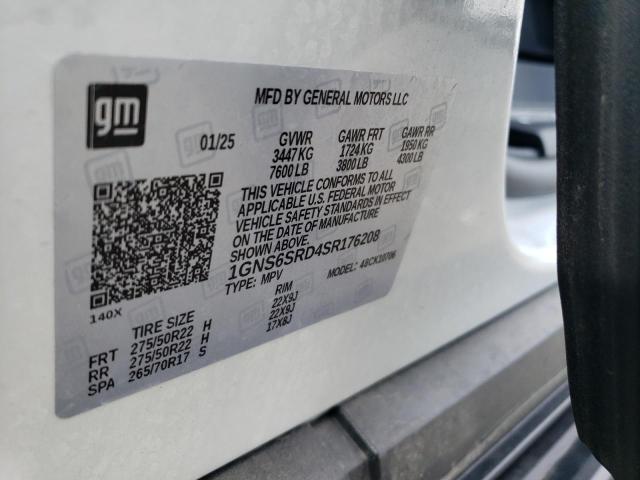 gm
MFD BY GENERAL MOTORS LLC
01/25 GVWR GAWR FRT GAWR RR
3447 KG 1724 KG 1950 KG
7600 LB 3800 LB 4300 LB
THIS VEHICLE CONFORMS TO ALL
APPLICABLE U.S. FEDERAL MOTOR
VEHICLE SAFETY STANDARDS IN EFFECT
ON THE DATE OF MANUFACTURE
SHOWN ABOVE.
1GNS6SRD4SR176208
TYPE: MPV MODEL: 48CK10706
140X
TIRE SIZE RIM
FRT 275/50R22 H 22X9J
RR 275/50R22 H 22X9J
SPA 265/70R17 S 17X8J